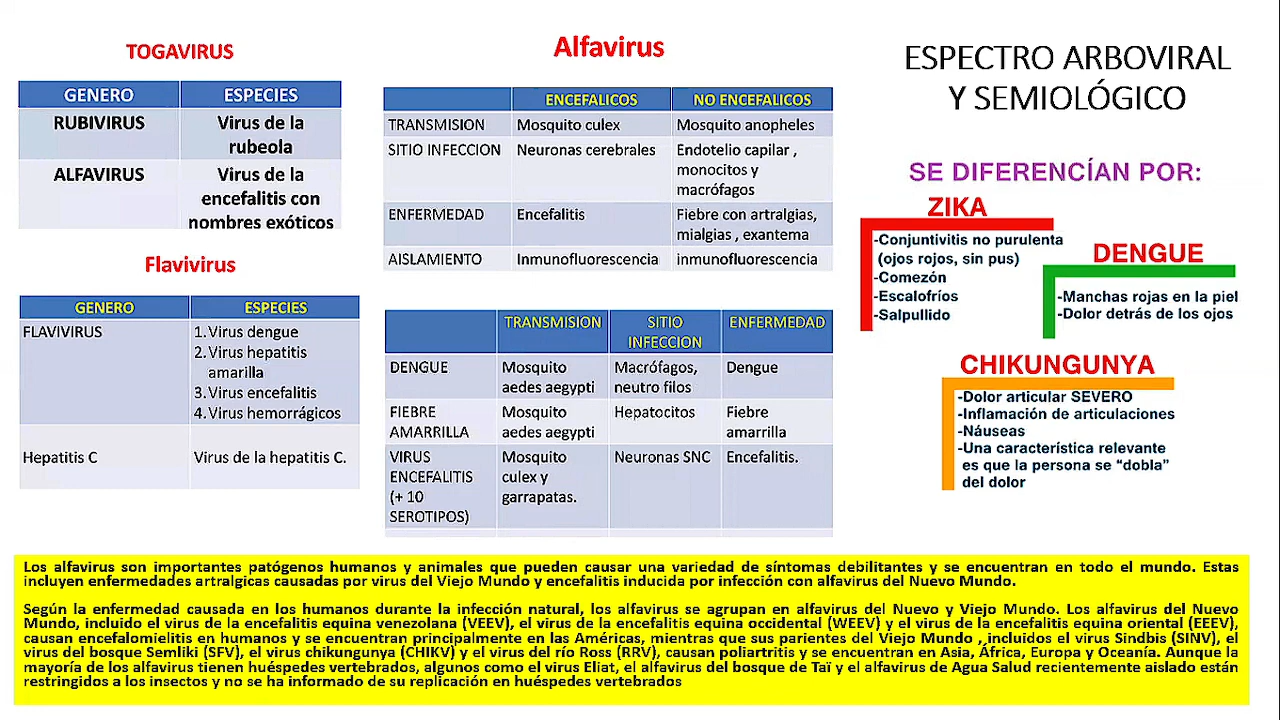 TOGAVIRUS
GENERO ESPECIES
RUBIVIRUS Virus de la
rubeola
ALFAVIRUS Virus de la
encefalitis con
nombres exóticos
Flavivirus
GENERO ESPECIES
FLAVIVIRUS 1. Virus dengue
2. Virus hepatitis
amarilla
3. Virus encefalitis
4. Virus hemorrágicos
Hepatitis C Virus de la hepatitis C.
Alfavirus
ENCEFALICOS NO ENCEFALICOS
TRANSMISION Mosquito culex Mosquito anopheles
SITIO INFECCION Neuronas cerebrales Endotelio capilar ,
monocitos y
macrófagos
ENFERMEDAD Encefalitis Fiebre con artralgias,
mialgias , exantema
AISLAMIENTO Inmunofluorescencia inmunofluorescencia
TRANSMISION SITIO ENFERMEDAD
INFECCION
DENGUE Mosquito Macrófagos, Dengue
aedes aegypti neutro filos
FIEBRE Mosquito Hepatocitos Fiebre
AMARRILLA aedes aegypti amarrilla
VIRUS Mosquito Neuronas SNC Encefalitis.
ENCEFALITIS culex y
(+ 10 garrapatas.
SEROTIPOS)
ESPECTRO ARBOVIRAL
Y SEMIOLÓGICO
SE DIFERENCÍAN POR:
ZIKA
-Conjuntivitis no purulenta
(ojos rojos, sin pus)
-Comezón
-Escalofríos
-Salpullido
DENGUE
-Manchas rojas en la piel
-Dolor detrás de los ojos
CHIKUNGUNYA
-Dolor articular SEVERO
-Inflamación de articulaciones
-Náuseas
-Una característica relevante
es que la persona se “dobla”
del dolor
Los alfavirus son importantes patógenos humanos y animales que pueden causar una variedad de síntomas debilitantes y se encuentran en todo el mundo. Estas
incluyen enfermedades artralgicas causadas por virus del Viejo Mundo y encefalitis inducida por infección con alfavirus del Nuevo Mundo.
Según la enfermedad causada en los humanos durante la infección natural, los alfavirus se agrupan en alfavirus del Nuevo y Viejo Mundo. Los alfavirus del Nuevo
Mundo, incluido el virus de la encefalitis equina venezolana (VEEV), el virus de la encefalitis equina occidental (WEEV) y el virus de la encefalitis equina oriental (EEEV),
causan encefalomielitis en humanos y se encuentran principalmente en las Américas, mientras que sus parientes del Viejo Mundo , incluidos el virus Sindbis (SINV), el
virus del bosque Semliki (SFV), el virus chikungunya (CHIKV) y el virus del río Ross (RRV), causan poliartritis y se encuentran en Asia, África, Europa y Oceanía. Aunque la
mayoría de los alfavirus tienen huéspedes vertebrados, algunos como el virus Eliat, el alfavirus del bosque de Taï y el alfavirus de Agua Salud recientemente aislado están
restringidos a los insectos y no se ha informado de su replicación en huéspedes vertebrados